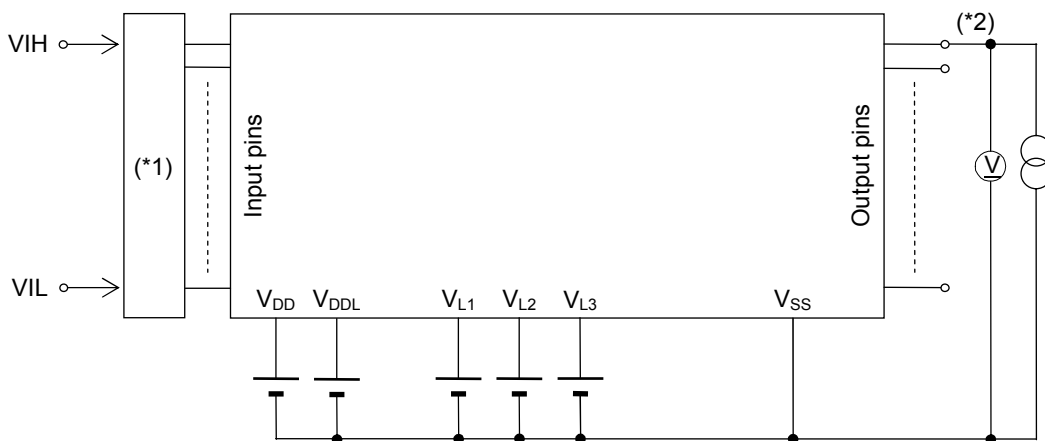 (*2)
VIH
(*1)
Input pins
Output pins
V
VIL
VDD
VDDL
VL1
VL2
VL3
VSS